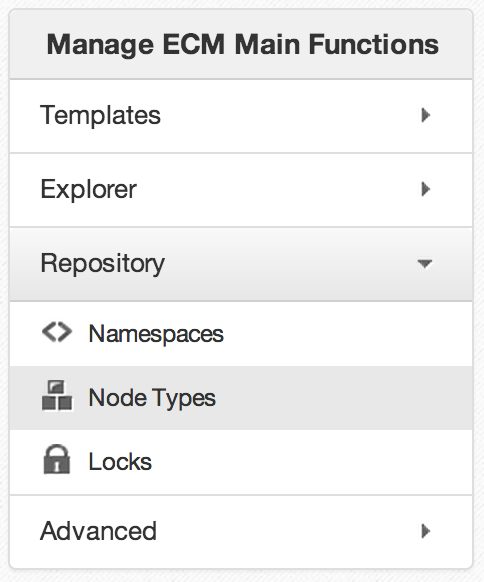 Manage ECM Main Functions
Templates
Explorer
Repository
Namespaces
Node Types
Locks
Advanced